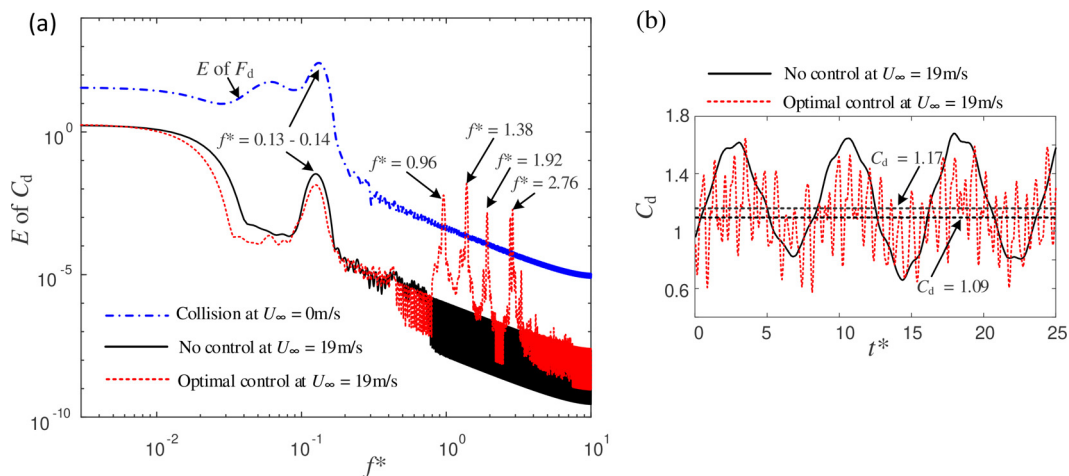 (a)
E of C_d
10^5
10^0
10^-5
10^-10
E of F_d
f* = 0.13 - 0.14
f* = 0.96
f* = 1.38
f* = 1.92
f* = 2.76
Collision at U∞ = 0m/s
No control at U∞ = 19m/s
Optimal control at U∞ = 19m/s
10^-2
10^-1
10^0
10^1
f*
(b)
No control at U∞ = 19m/s
Optimal control at U∞ = 19m/s
C_d
1.8
1.4
1
0.6
C_d = 1.17
C_d = 1.09
0
5
10
15
20
25
t*